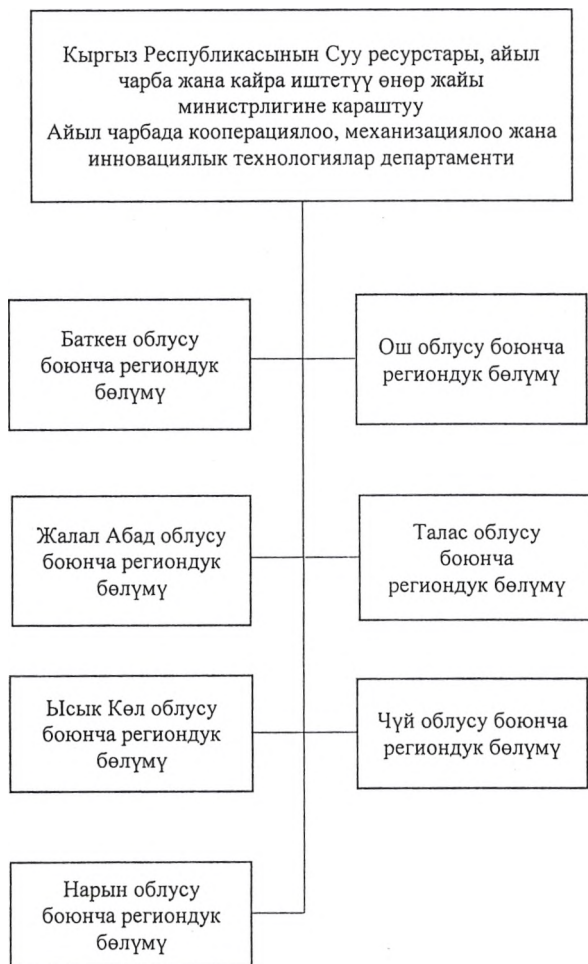 Кыргыз Республикасынын Суу ресурстары, айыл
чарба жана кайра иштетүү өнөр жайы
министрлигине караштуу
Айыл чарбада кооперациялоо, механизациялоо жана
инновациялык технологиялар департаменти
Баткен облусу
боюнча региондук
бөлүмү
Ош облусу боюнча
региондук бөлүмү
Жалал Абад облусу
боюнча региондук
бөлүмү
Талас облусу
боюнча
региондук бөлүмү
Ысык Көл облусу
боюнча региондук
бөлүмү
Чүй облусу боюнча
региондук бөлүмү
Нарын облусу
боюнча региондук
бөлүмү